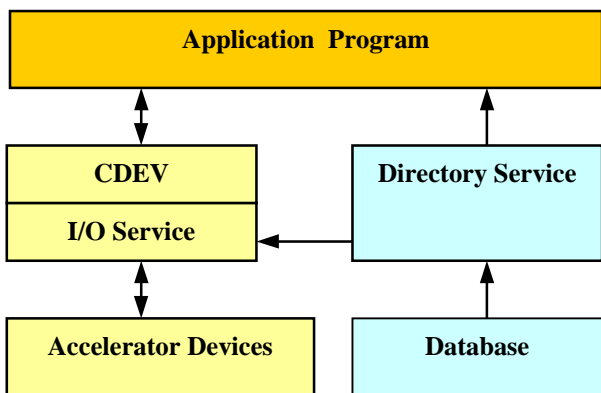 Application Program
CDEV
Directory Service
I/O Service
Accelerator Devices
Database